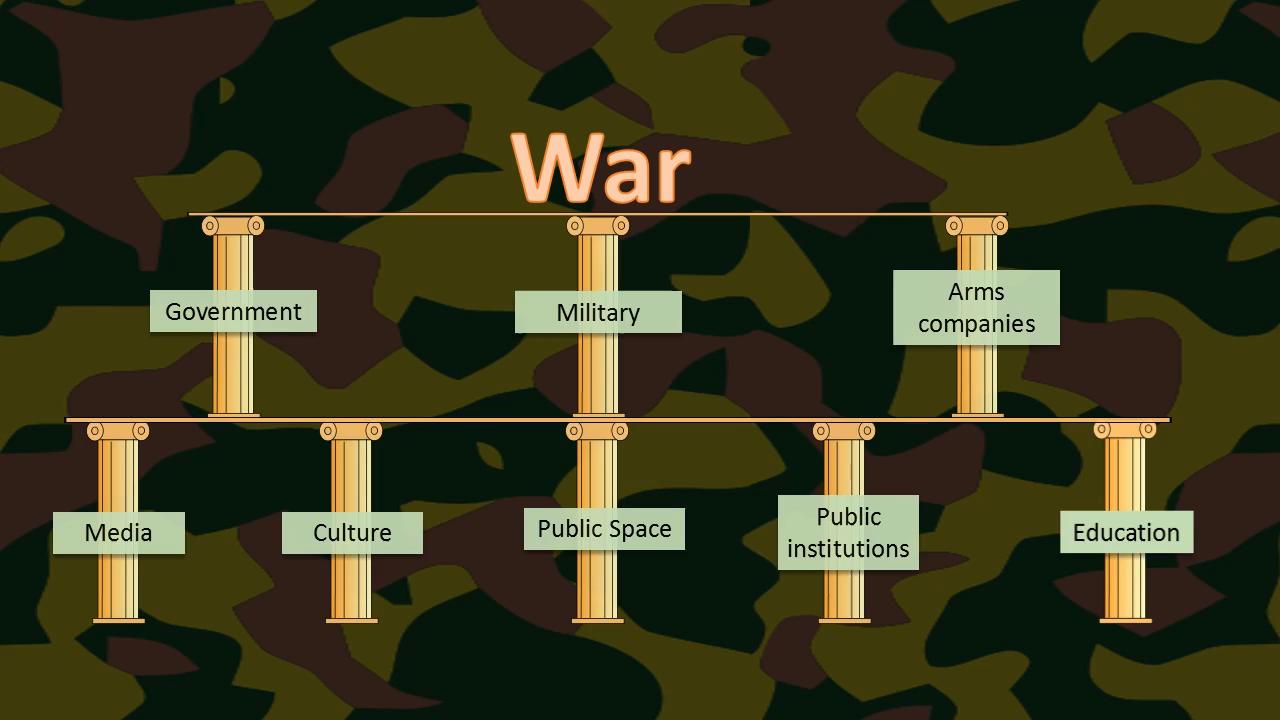 War
Government
Military
Arms
companies
Media
Culture
Public Space
Public
institutions
Education